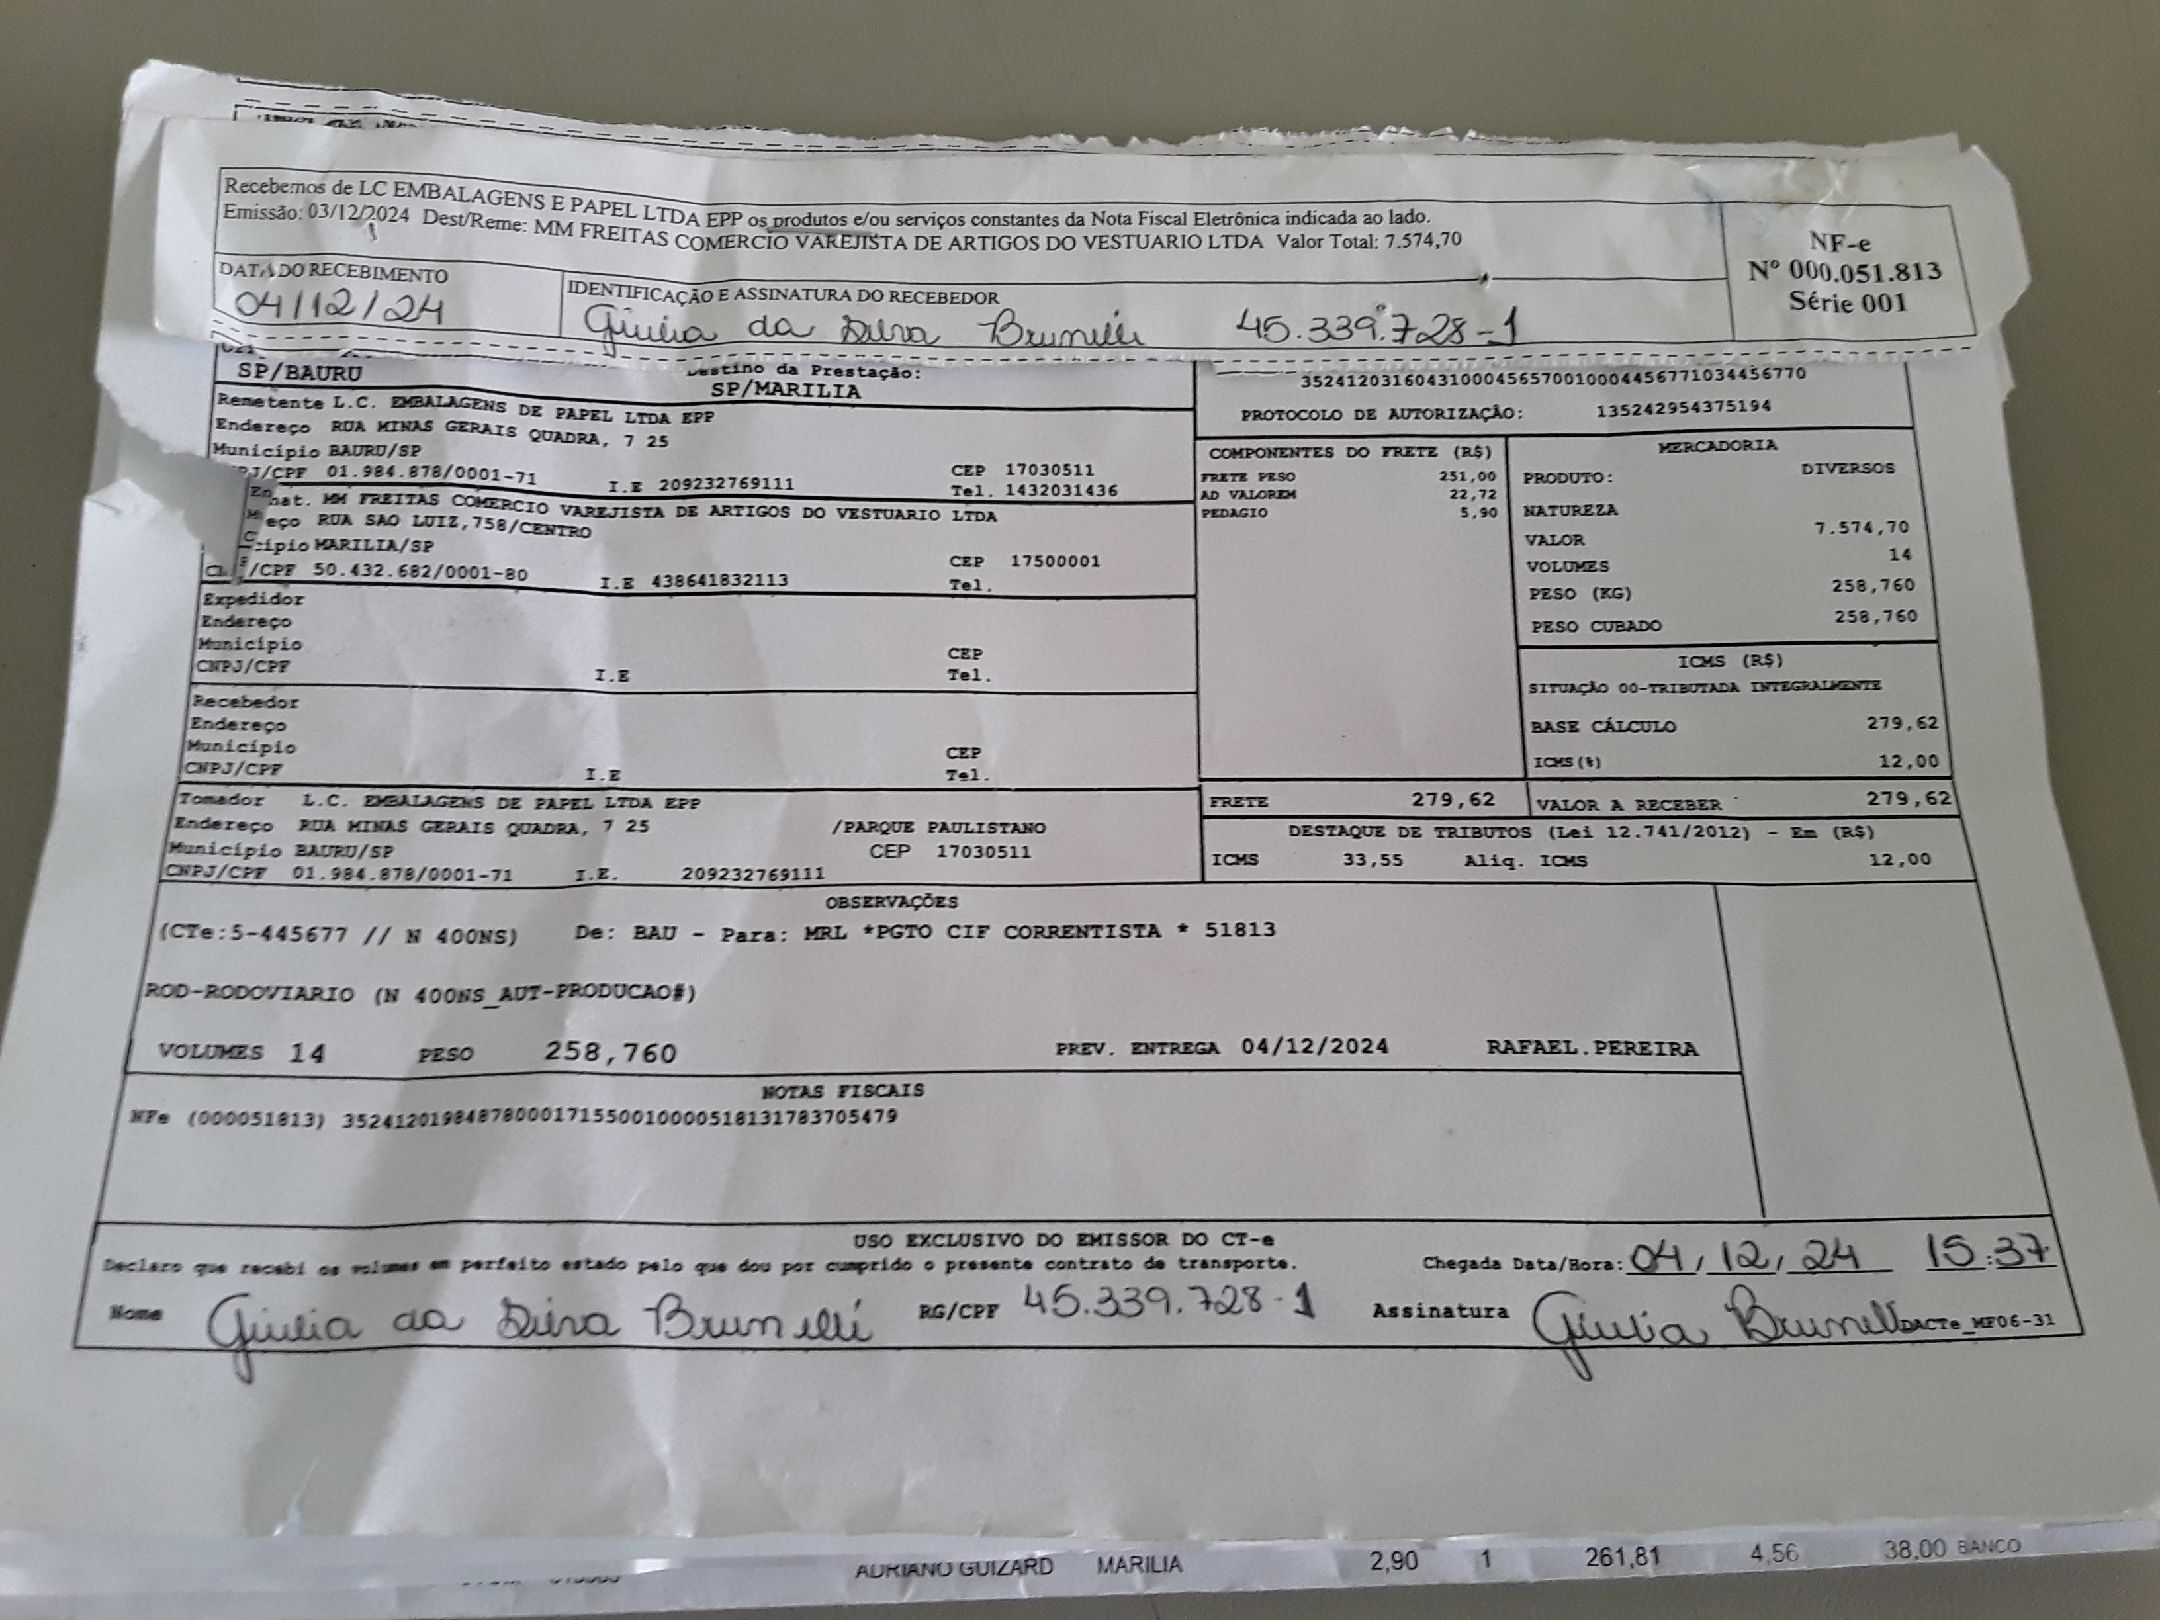 Recebemos de LC EMBALAGENS E PAPEL LTDA EPP os produtos e/ou serviços constantes da Nota Fiscal Eletrônica indicada ao lado.
Emissão: 03/12/2024 Dest/Reme: MM FREITAS COMERCIO VAREJISTA DE ARTIGOS DO VESTUARIO LTDA Valor Total: 7.574,70
NF-e
Nº 000.051.813
Série 001
DATA DO RECEBIMENTO
04/12/24
IDENTIFICAÇÃO E ASSINATURA DO RECEBEDOR
Giulia da Silva Brunelli 45.339.728-1
SP/BAURU
Destino da Prestação:
SP/MARILIA
35241203160431000456570010004456771034456770
PROTOCOLO DE AUTORIZAÇÃO: 135242954375194
Remetente L.C. EMBALAGENS DE PAPEL LTDA EPP
Endereço RUA MINAS GERAIS QUADRA, 7 25
Município BAURU/SP CEP 17030511
PJ/CPF 01.984.878/0001-71 I.E 209232769111 Tel. 1432031436
nat. MM FREITAS COMERCIO VAREJISTA DE ARTIGOS DO VESTUARIO LTDA
eço RUA SAO LUIZ,758/CENTRO
ípio MARILIA/SP CEP 17500001
/CPF 50.432.682/0001-80 I.E 438641832113 Tel.
Expedidor
Endereço
Município CEP
CNPJ/CPF I.E Tel.
Recebedor
Endereço
Município CEP
CNPJ/CPF I.E Tel.
Tomador L.C. EMBALAGENS DE PAPEL LTDA EPP
Endereço RUA MINAS GERAIS QUADRA, 7 25 /PARQUE PAULISTANO
Município BAURU/SP CEP 17030511
CNPJ/CPF 01.984.878/0001-71 I.E. 209232769111
COMPONENTES DO FRETE (R$)
FRETE PESO 251,00
AD VALOREM 22,72
PEDAGIO 5,90
MERCADORIA
PRODUTO: DIVERSOS
NATUREZA
VALOR 7.574,70
VOLUMES 14
PESO (KG) 258,760
PESO CUBADO 258,760
ICMS (R$)
SITUAÇÃO 00-TRIBUTADA INTEGRALMENTE
BASE CÁLCULO 279,62
ICMS(%) 12,00
FRETE 279,62 VALOR A RECEBER 279,62
DESTAQUE DE TRIBUTOS (Lei 12.741/2012) - Em (R$)
ICMS 33,55 Aliq. ICMS 12,00
OBSERVAÇÕES
(CTe:5-445677 // N 400NS) De: BAU - Para: MRL *PGTO CIF CORRENTISTA * 51813
ROD-RODOVIARIO (N 400NS_AUT-PRODUCAO#)
VOLUMES 14 PESO 258,760 PREV. ENTREGA 04/12/2024 RAFAEL.PEREIRA
NOTAS FISCAIS
NFe (000051813) 35241201984878000171550010000518131783705479
USO EXCLUSIVO DO EMISSOR DO CT-e
Declaro que recebi os volumes em perfeito estado pelo que dou por cumprido o presente contrato de transporte. Chegada Data/Hora: 04/12/24 15:37
Nome Giulia da Silva Brunelli RG/CPF 45.339.728-1 Assinatura Giulia Brunelli DACTe_MF06-31
ADRIANO GUIZARD MARILIA 2,90 1 261,81 4,56 38,00 BANCO